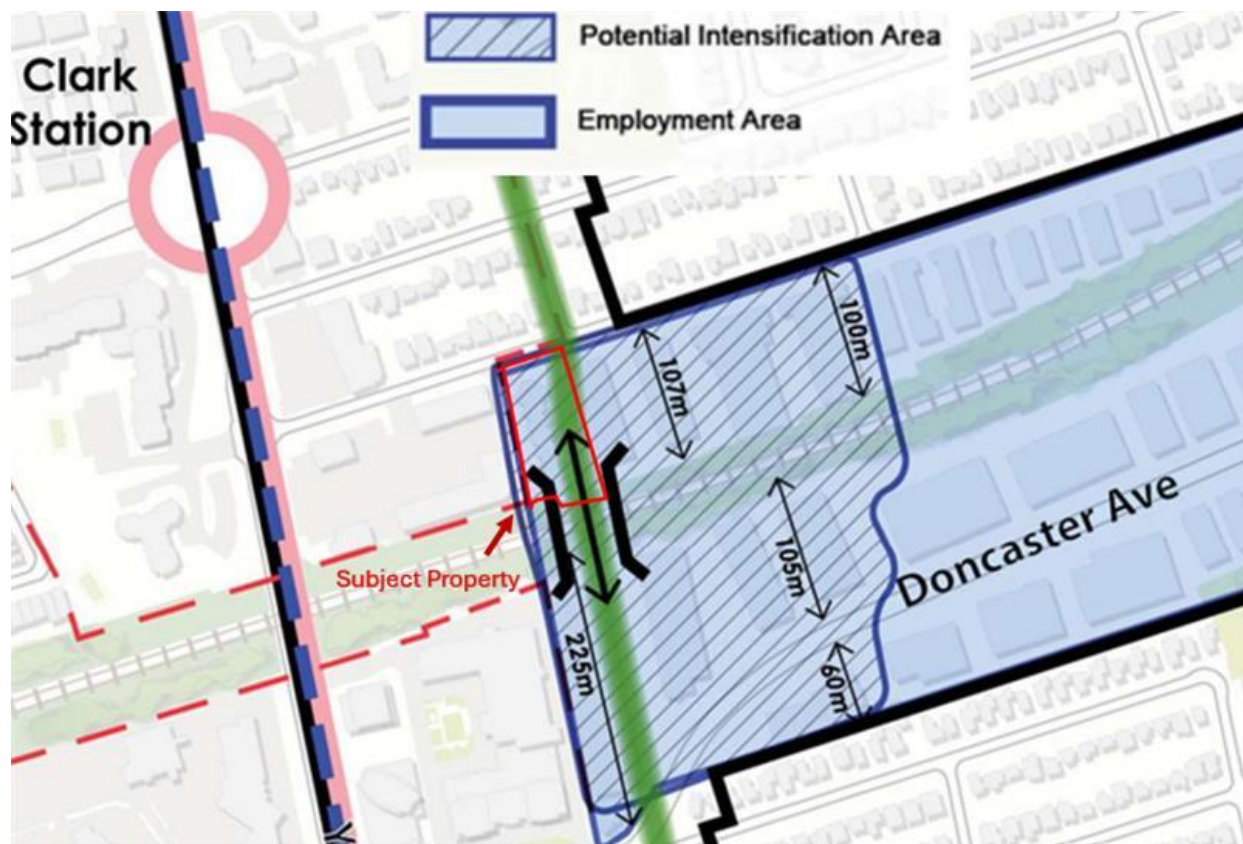 Potential Intensification Area
Employment Area
Clark
Station
100m
107m
105m
Doncaster Ave
Subject Property
225m
60m
Y